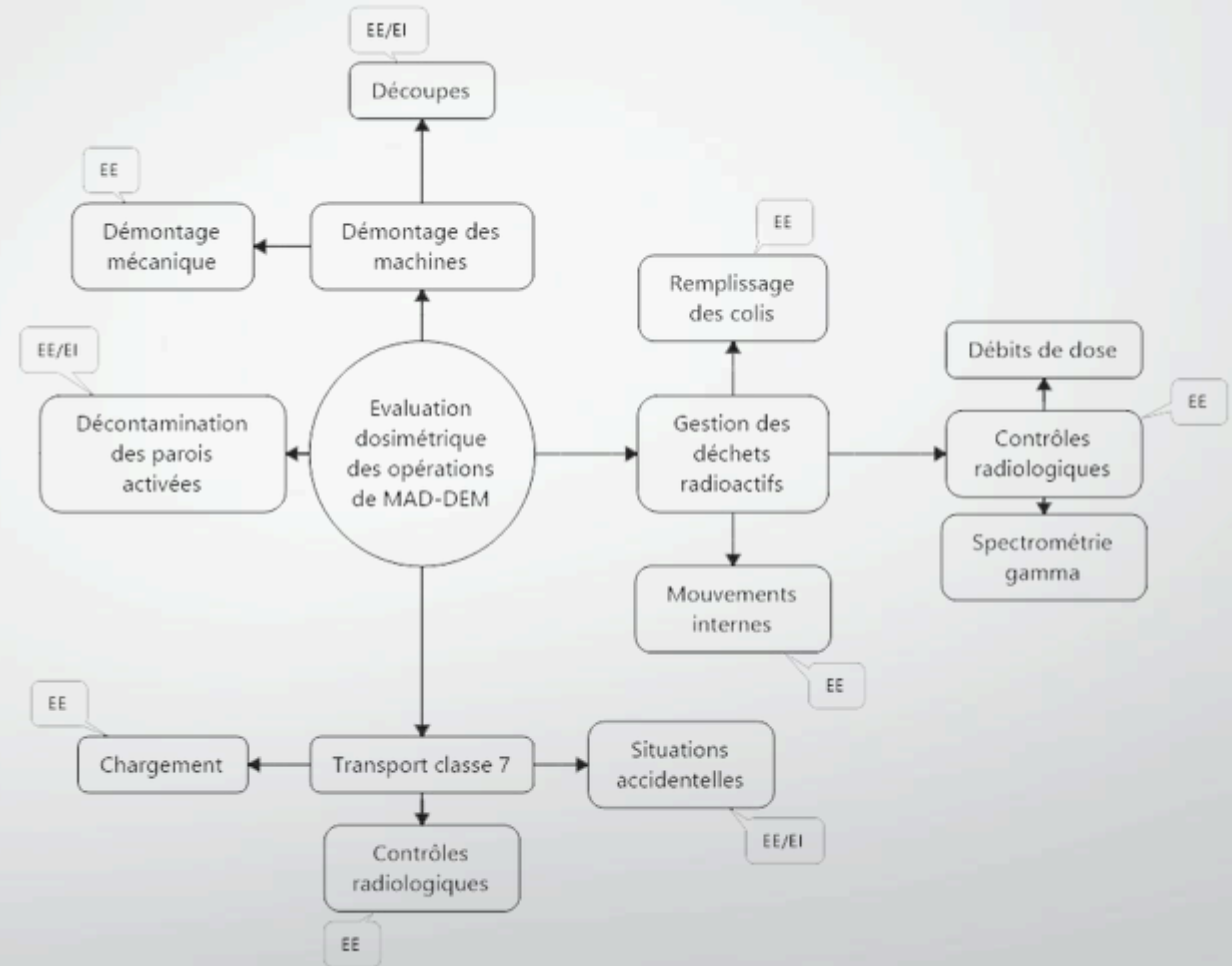 EE/EI
Découpes
EE
Démontage
mécanique
Démontage des
machines
EE
Remplissage
des colis
EE/EI
Décontamination
des parois
activées
Evaluation
dosimétrique
des opérations
de MAD-DEM
Gestion des
déchets
radioactifs
Débits de dose
EE
Contrôles
radiologiques
Spectrométrie
gamma
Mouvements
internes
EE
EE
Chargement
Transport classe 7
Situations
accidentelles
EE/EI
Contrôles
radiologiques
EE